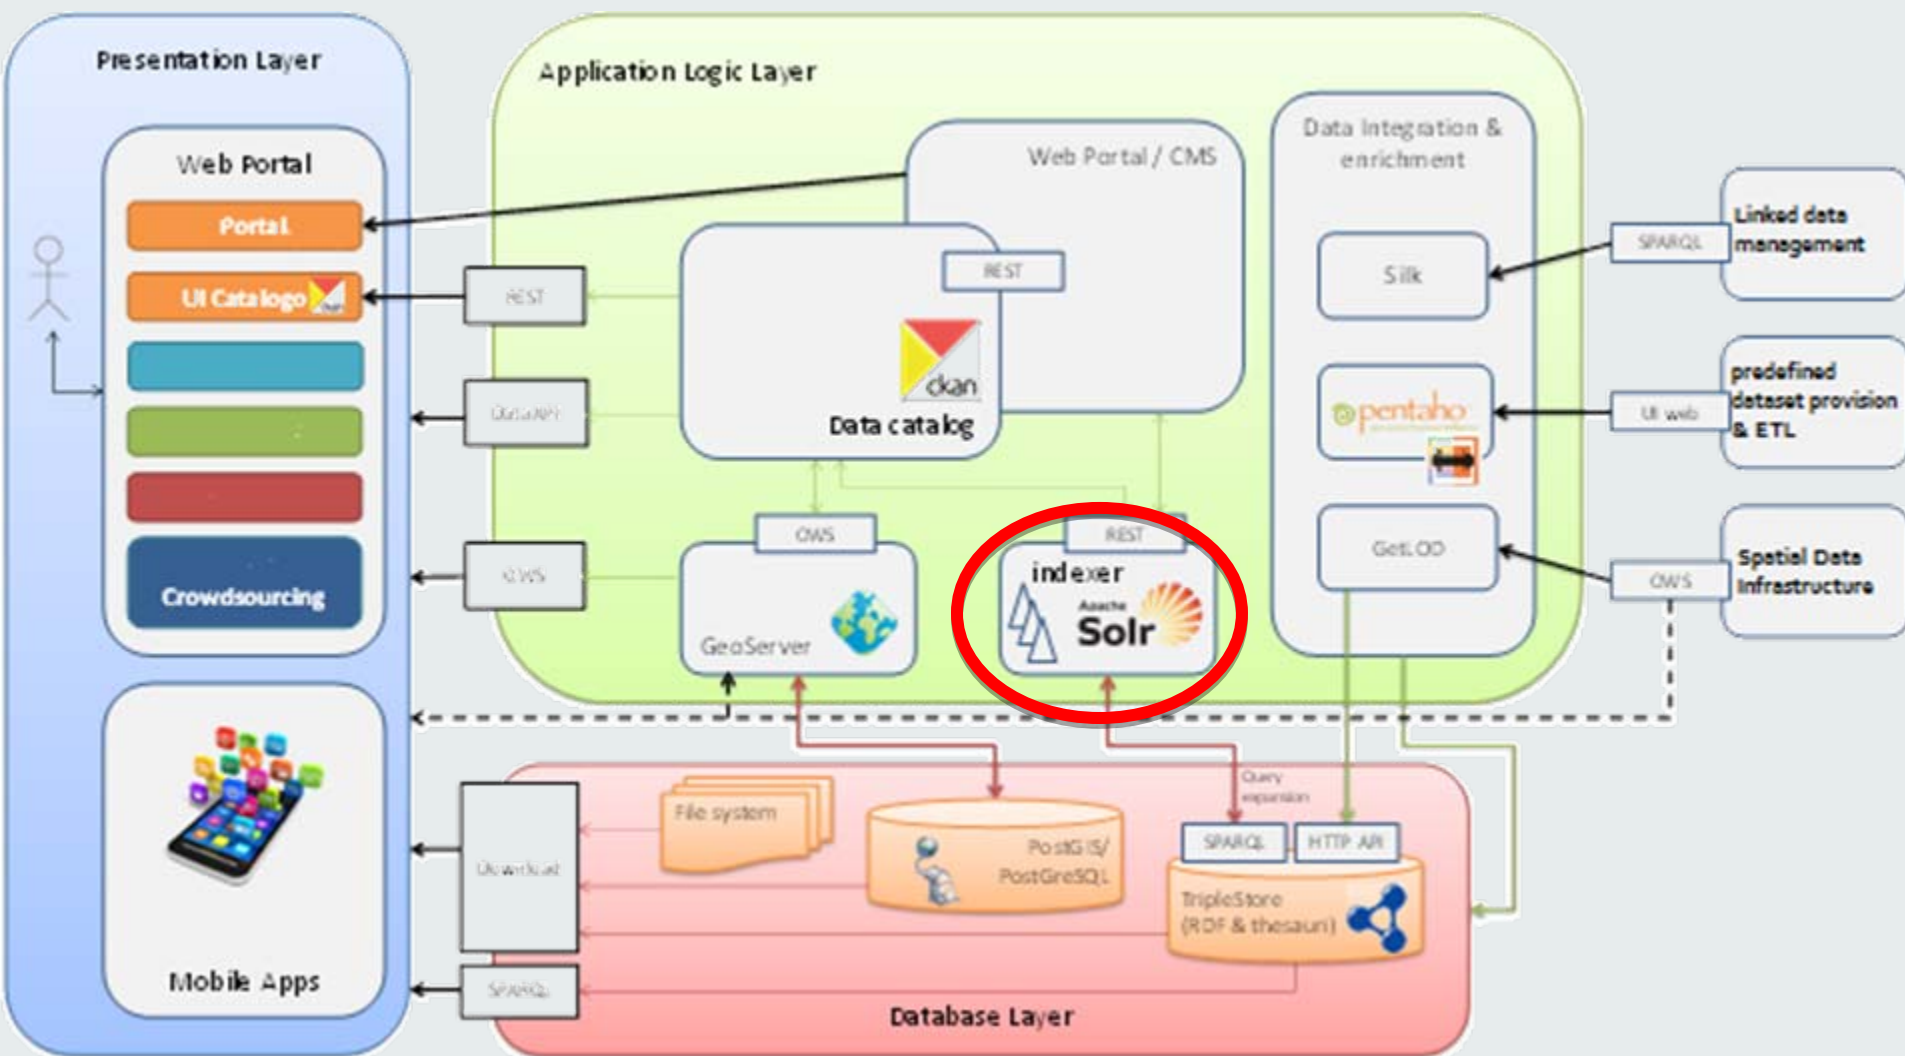 Presentation Layer
Web Portal
Portal
UI Catalogo
Crowdsourcing
Mobile Apps
Application Logic Layer
Web Portal / CMS
REST
ckan
Data catalog
REST
OWS
OWS
GeoServer
REST
indexer
Apache
Solr
Data Integration &
enrichment
Silk
pentaho
GetLOD
SPARQL
Linked data
management
UI web
predefined
dataset provision
& ETL
OWS
Spatial Data
Infrastructure
Download
SPARQL
File system
PostGIS/
PostGreSQL
Query
expansion
SPARQL
HTTP API
TripleStore
(RDF & thesauri)
Database Layer